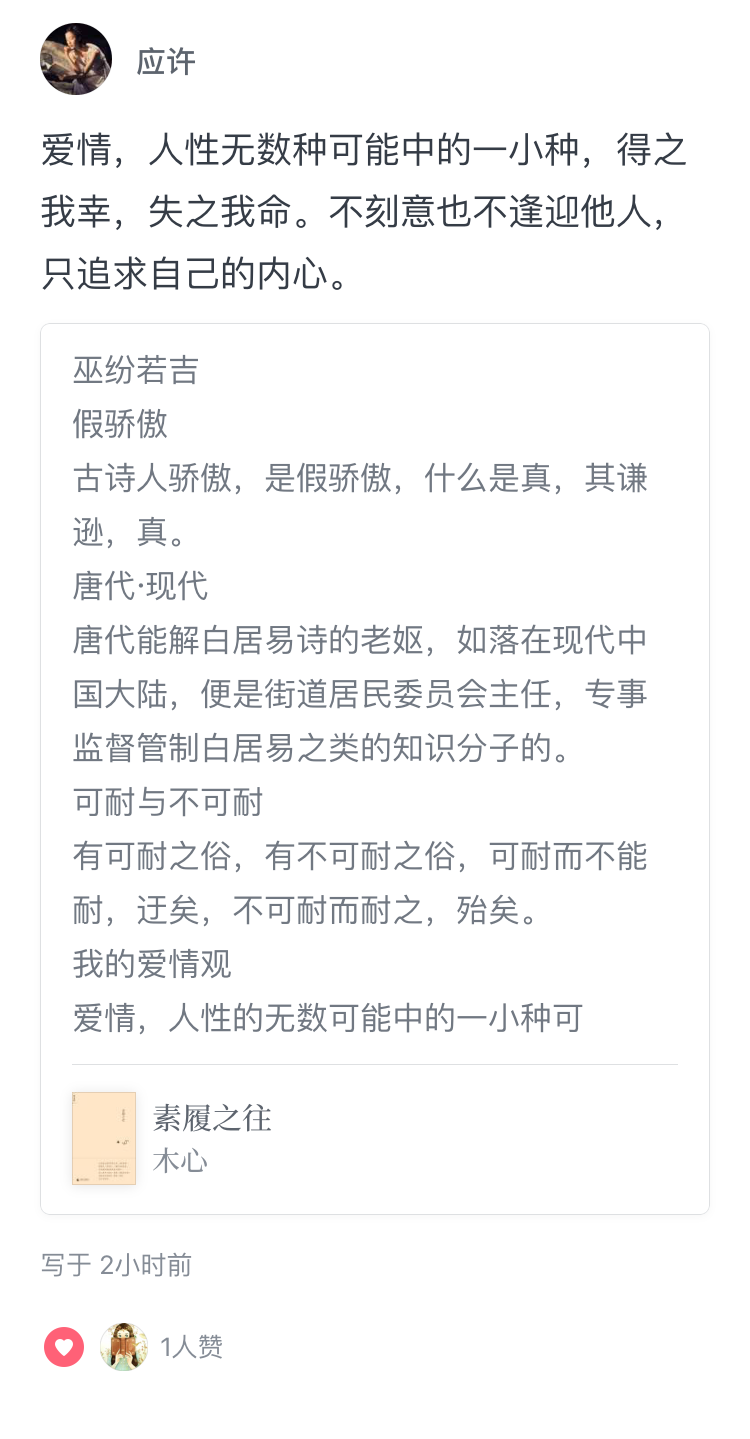 应许
爱情，人性无数种可能中的一小种，得之
我幸，失之我命。不刻意也不逢迎他人，
只追求自己的内心。
巫纷若吉
假骄傲
古诗人骄傲，是假骄傲，什么是真，其谦
逊，真。
唐代·现代
唐代能解白居易诗的老妪，如落在现代中
国大陆，便是街道居民委员会主任，专事
监督管制白居易之类的知识分子的。
可耐与不可耐
有可耐之俗，有不可耐之俗，可耐而不能
耐，迂矣，不可耐而耐之，殆矣。
我的爱情观
爱情，人性的无数可能中的一小种可
素履之往
木心
写于 2小时前
1人赞